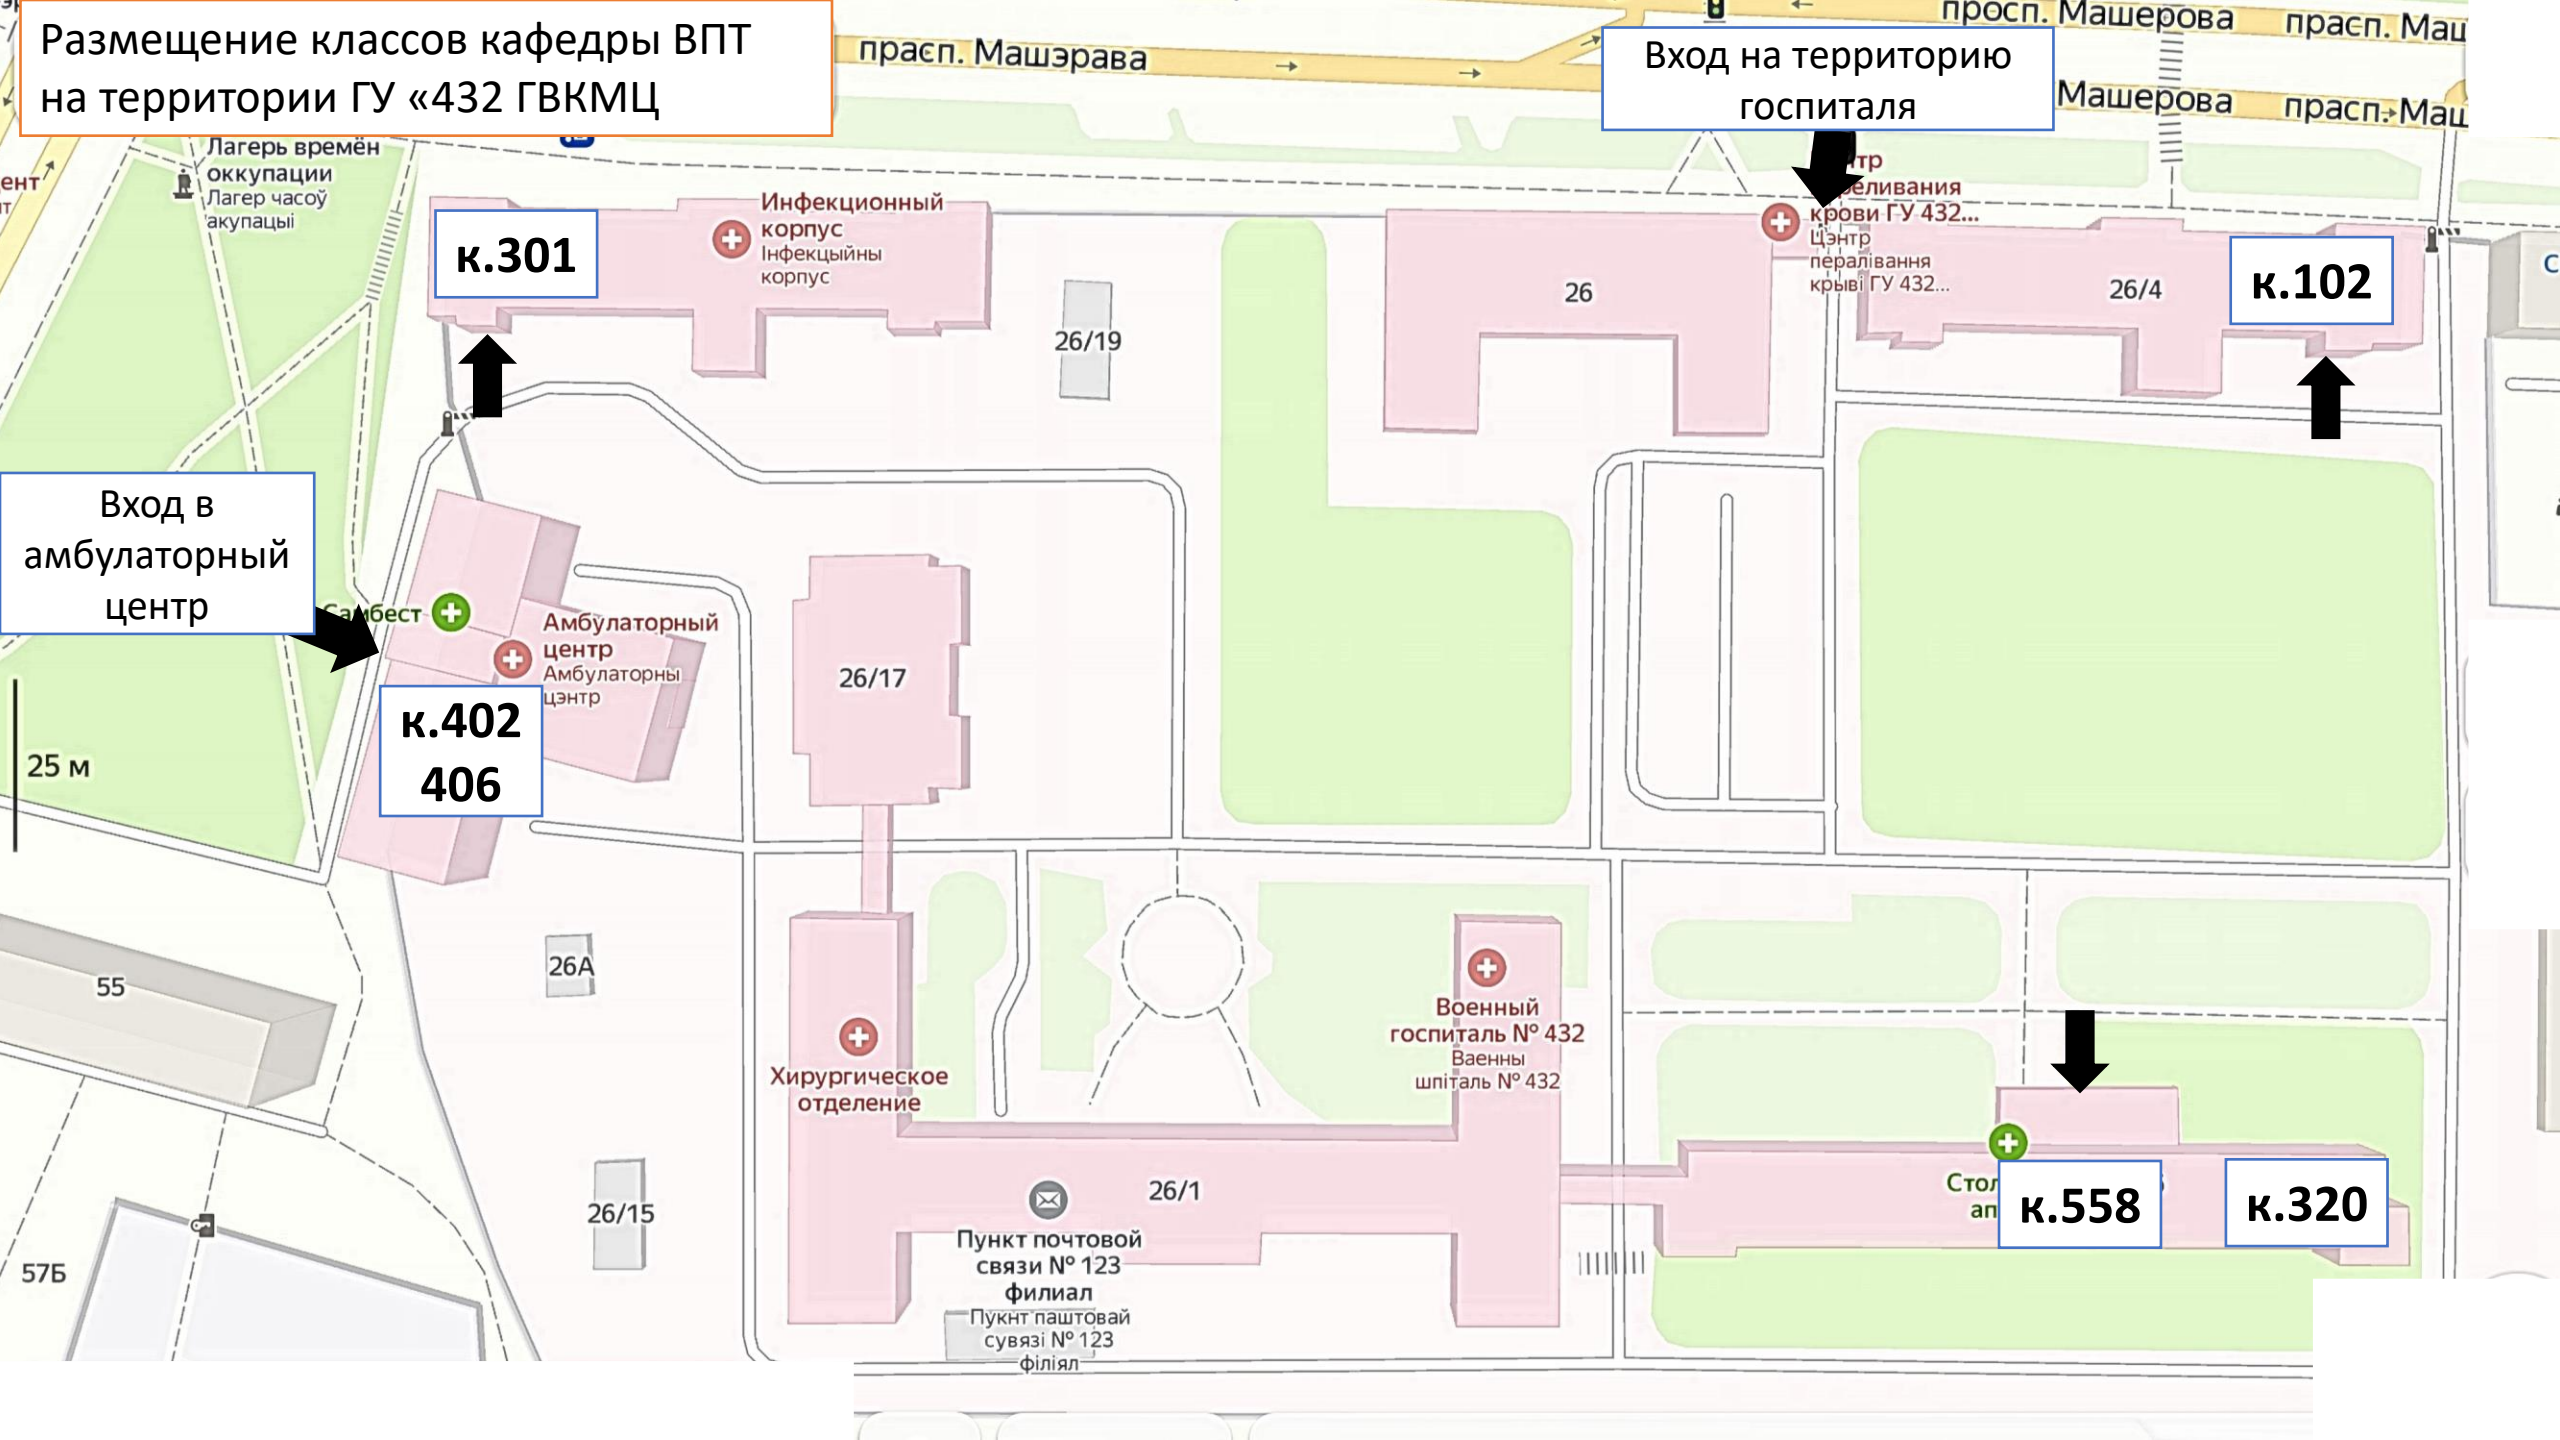 Размещение классов кафедры ВПТ
на территории ГУ «432 ГВКМЦ
прасп. Машэрава
просп. Машерова
прасп. Маш
Машерова
прасп. Маш
Вход на территорию
госпиталя
Лагерь времён
оккупации
Лагер часоў
акупацыі
к.301
Инфекционный
корпус
Інфекцыйны
корпус
26/19
26
крови ГУ 432...
Цэнтр
пералівання
крыві ГУ 432...
26/4
к.102
Вход в
амбулаторный
центр
Самбест
Амбулаторный
центр
Амбулаторны
цэнтр
к.402
406
26/17
25 м
55
26А
Хирургическое
отделение
Военный
госпиталь № 432
Ваенны
шпіталь № 432
26/1
26/15
57Б
Пункт почтовой
связи № 123
филиал
Пукнт паштовай
сувязі № 123
філіял
к.558
к.320